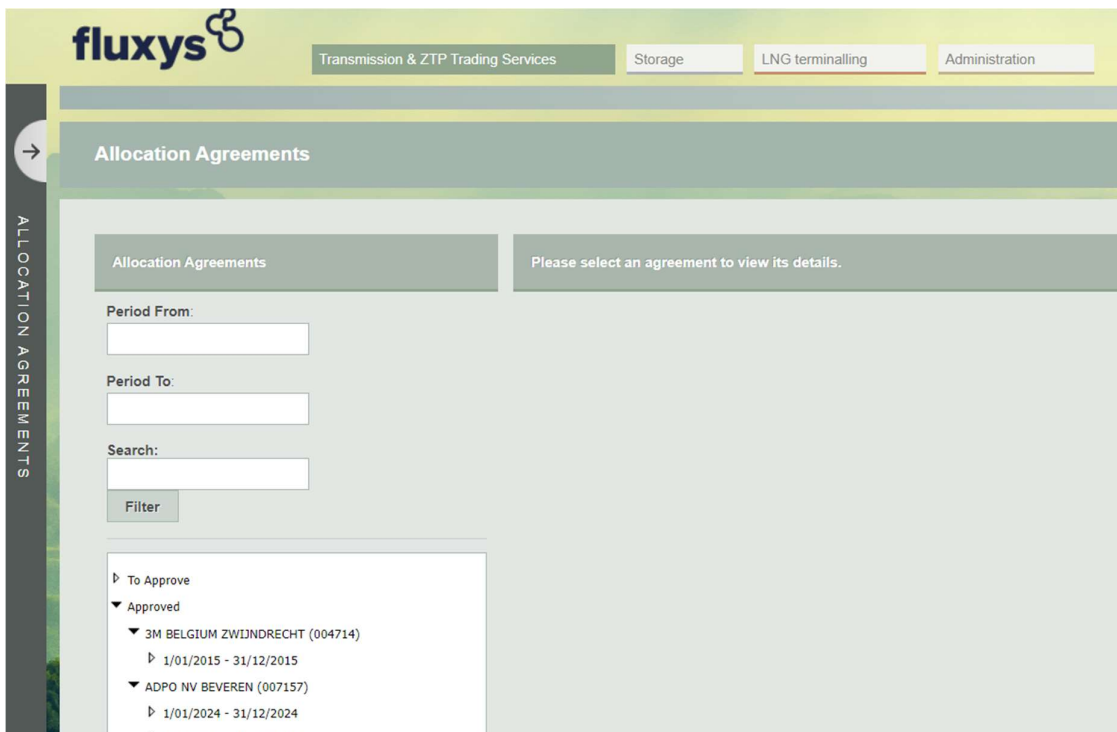 fluxys
Transmission & ZTP Trading Services
Storage
LNG terminalling
Administration
Allocation Agreements
ALLOCATION AGREEMENTS
Allocation Agreements
Please select an agreement to view its details.
Period From:
Period To:
Search:
Filter
To Approve
Approved
3M BELGIUM ZWIJNDRECHT (004714)
1/01/2015 - 31/12/2015
ADPO NV BEVEREN (007157)
1/01/2024 - 31/12/2024